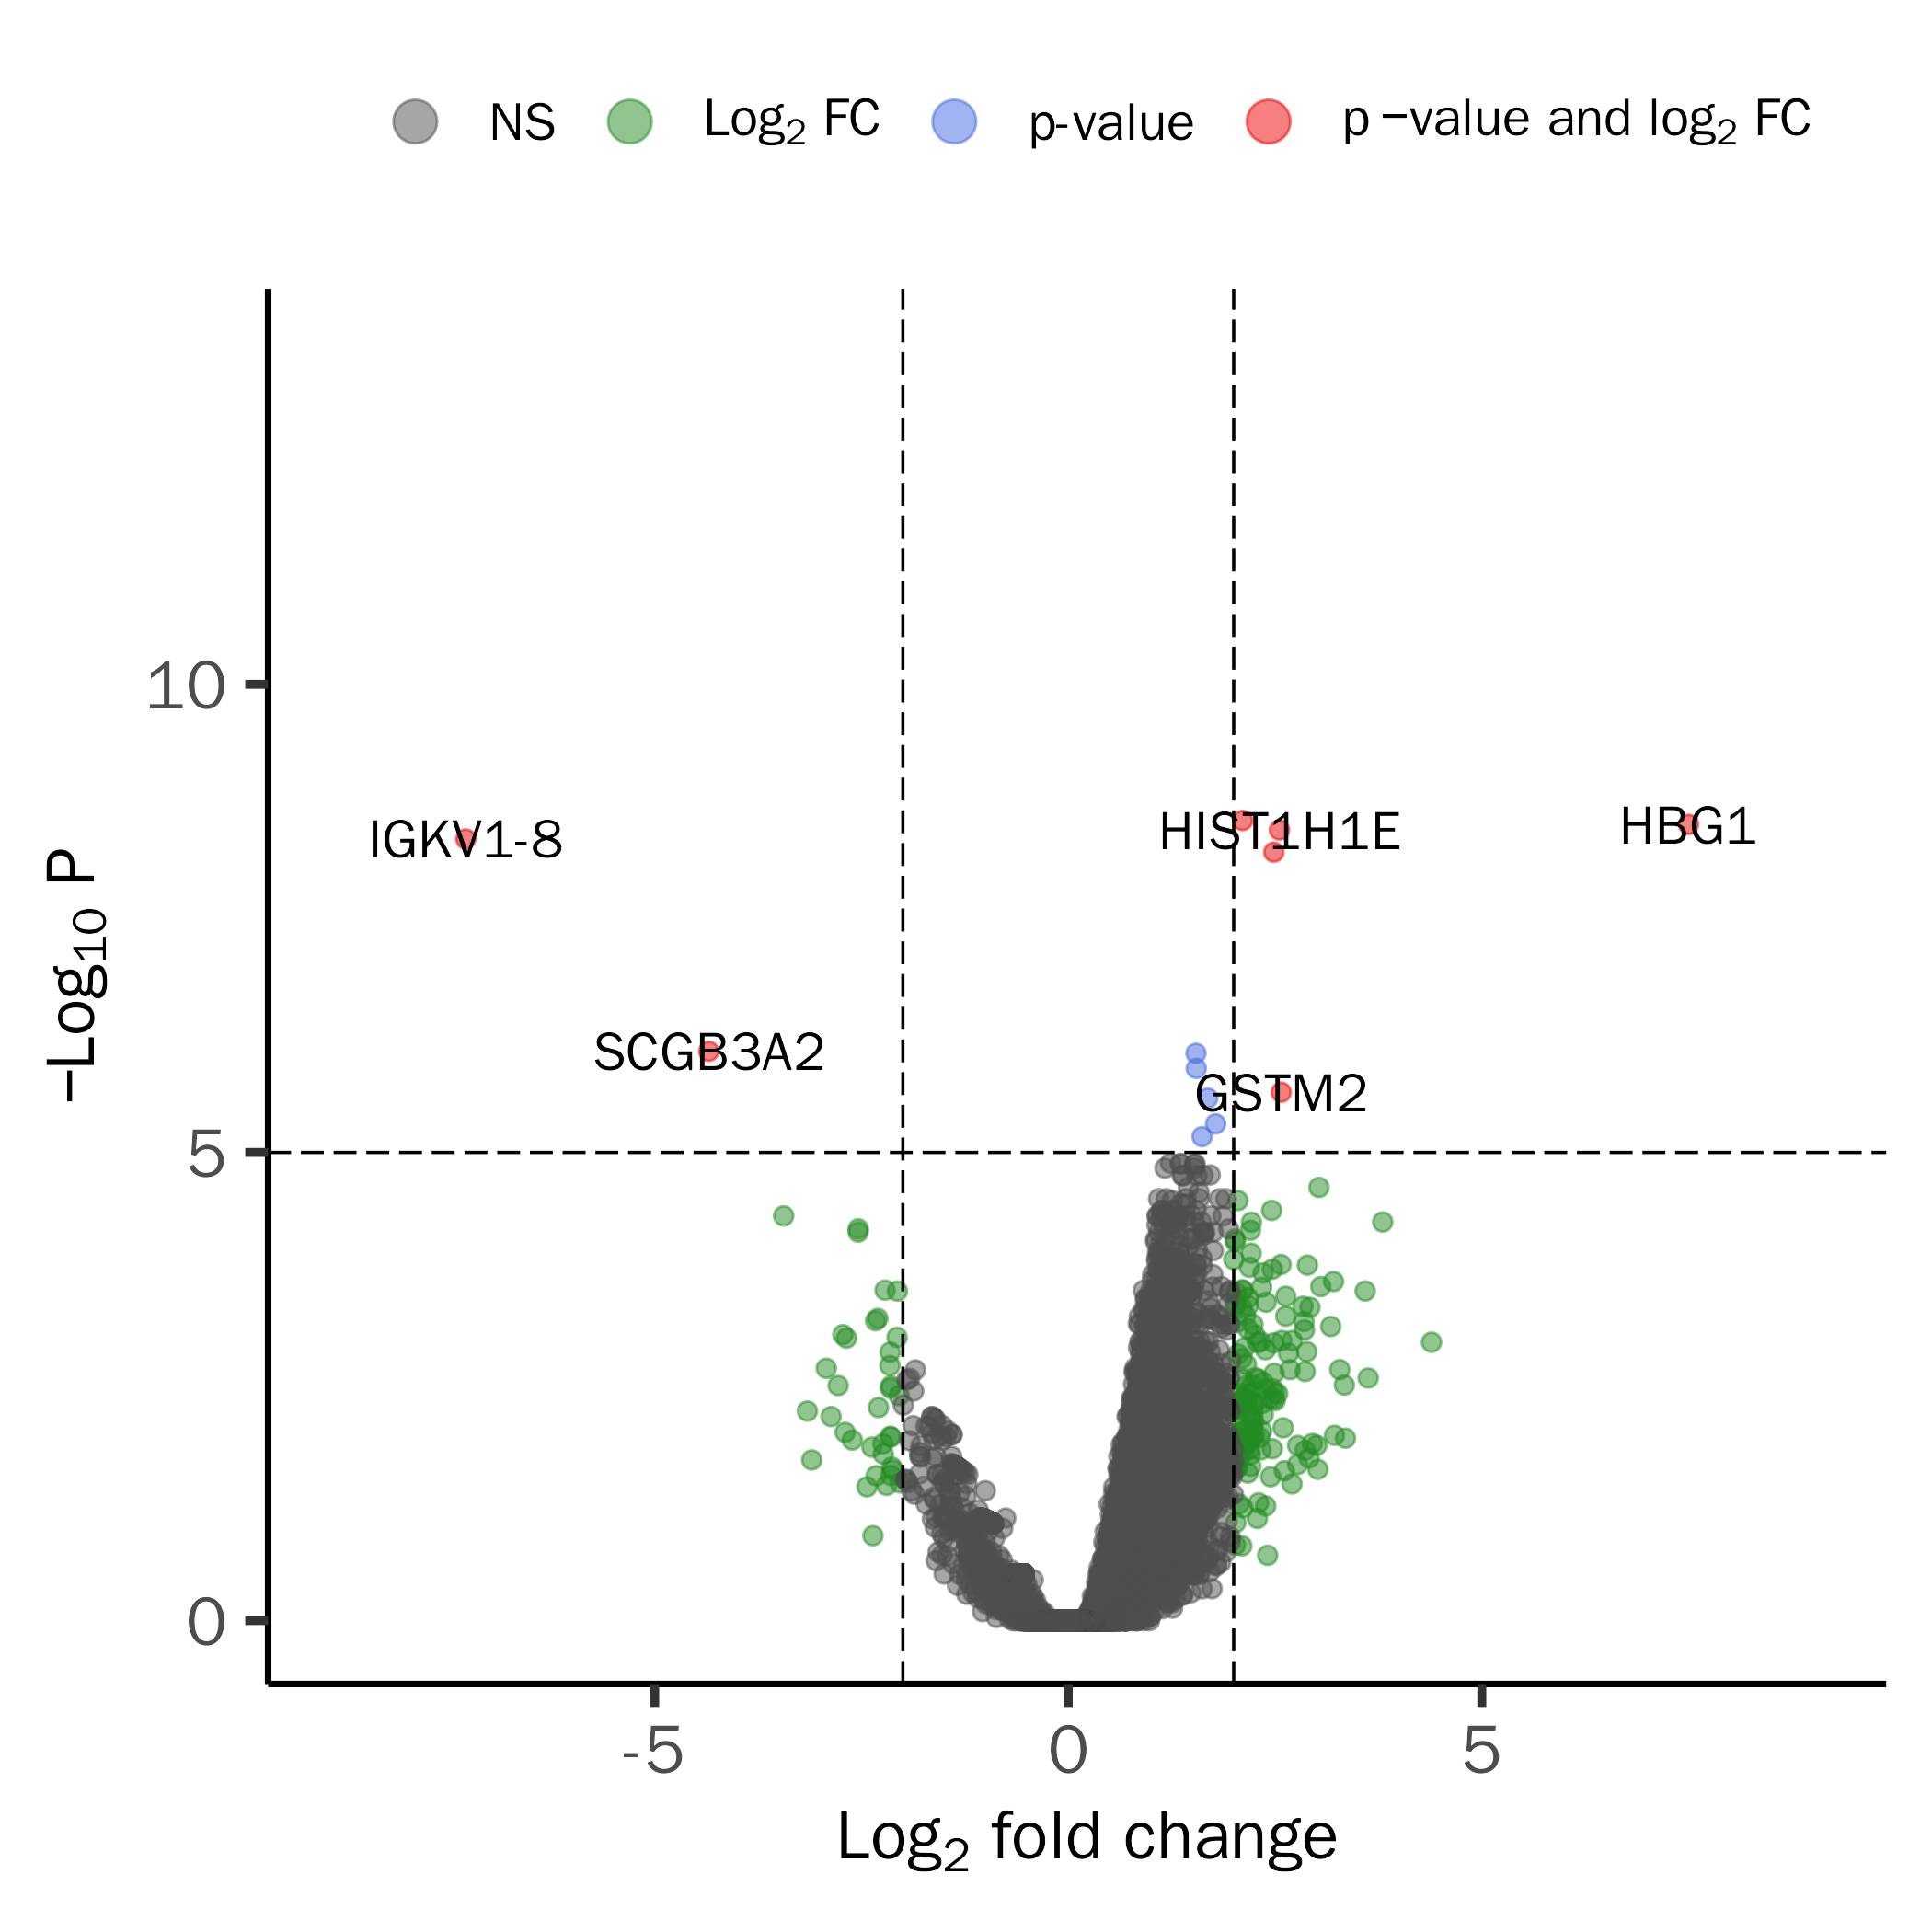 NS Log₂ FC p-value p −value and log₂ FC
10
IGKV1-8 HIST1H1E HBG1
−Log₁₀ P
SCGB3A2
GSTM2
5
0
-5 0 5
Log₂ fold change